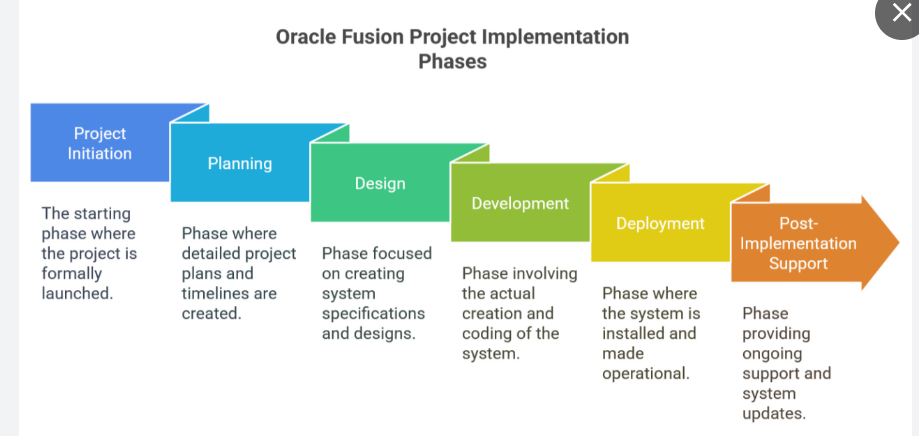 Oracle Fusion Project Implementation
Phases
Project
Initiation
The starting
phase where
the project is
formally
launched.
Planning
Phase where
detailed project
plans and
timelines are
created.
Design
Phase focused
on creating
system
specifications
and designs.
Development
Phase involving
the actual
creation and
coding of the
system.
Deployment
Phase where
the system is
installed and
made
operational.
Post-
Implementation
Support
Phase
providing
ongoing
support and
system
updates.